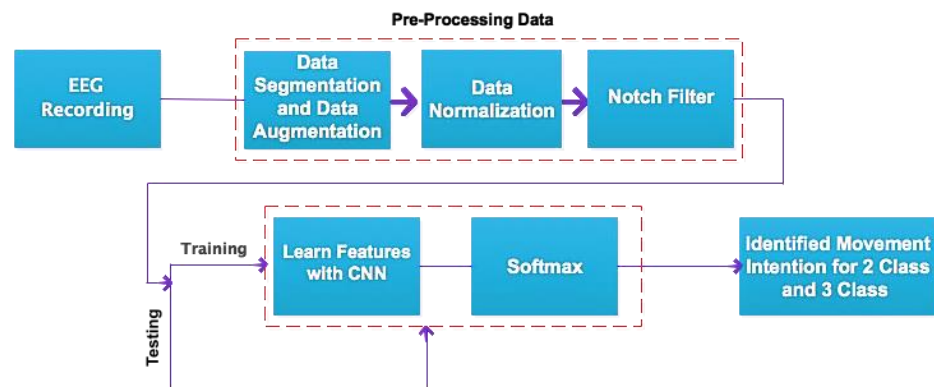 Pre-Processing Data
EEG
Recording
Data
Segmentation
and Data
Augmentation
Data
Normalization
Notch Filter
Training
Testing
Learn Features
with CNN
Softmax
Identified Movement
Intention for 2 Class
and 3 Class